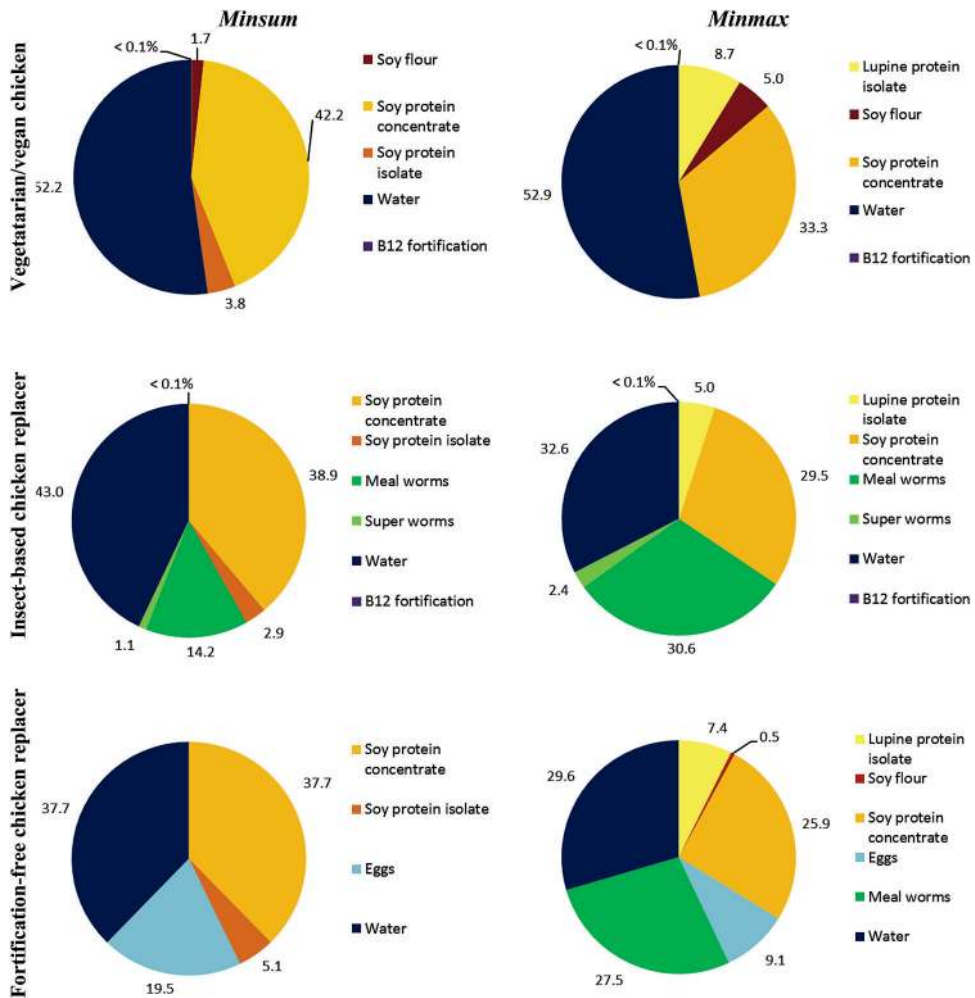 Minsum
Minmax
Vegetatarian/vegan chicken
< 0.1%
1.7
42.2
52.2
3.8
Soy flour
Soy protein
concentrate
Soy protein
isolate
Water
B12 fortification
< 0.1%
8.7
5.0
52.9
33.3
Lupine protein
isolate
Soy flour
Soy protein
concentrate
Water
B12 fortification
Insect-based chicken replacer
< 0.1%
43.0
38.9
1.1
14.2
2.9
Soy protein
concentrate
Soy protein isolate
Meal worms
Super worms
Water
B12 fortification
< 0.1%
5.0
32.6
29.5
2.4
30.6
Lupine protein
isolate
Soy protein
concentrate
Meal worms
Super worms
Water
B12 fortification
Fortification-free chicken replacer
37.7
37.7
19.5
5.1
Soy protein
concentrate
Soy protein isolate
Eggs
Water
7.4
0.5
29.6
25.9
27.5
9.1
Lupine protein
isolate
Soy flour
Soy protein
concentrate
Eggs
Meal worms
Water